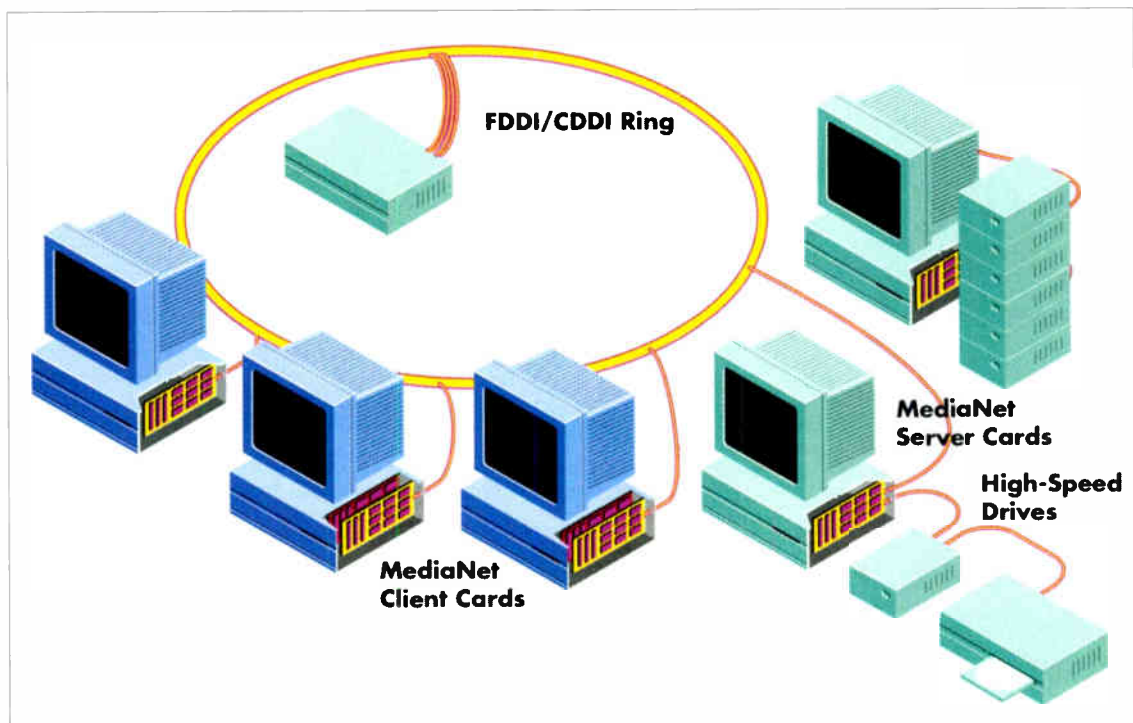 FDDI/CDDI Ring
MediaNet
Server Cards
High-Speed
Drives
MediaNet
Client Cards